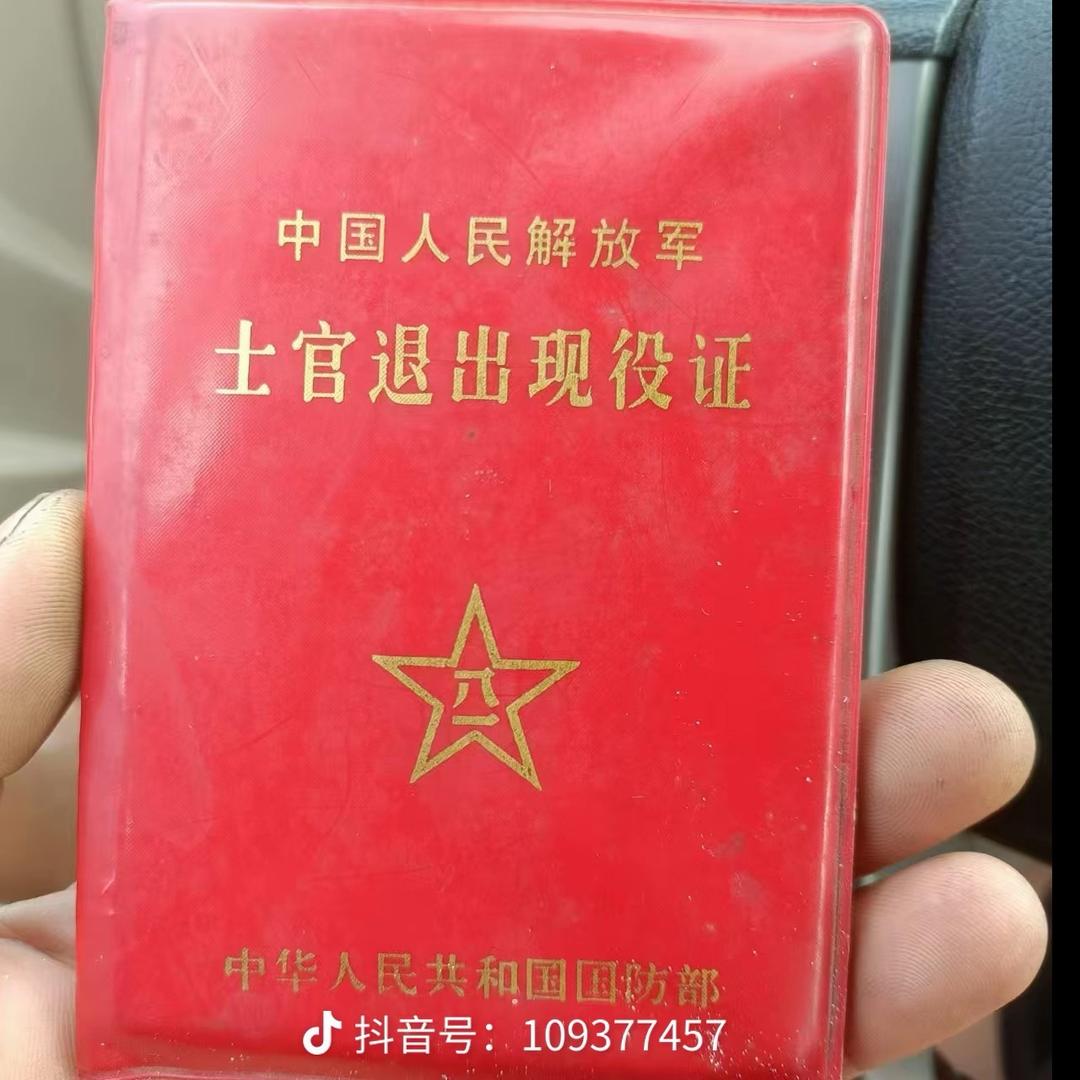 中国人民解放军
士官退出现役证
八一
中华人民共和国国防部
抖音号：109377457